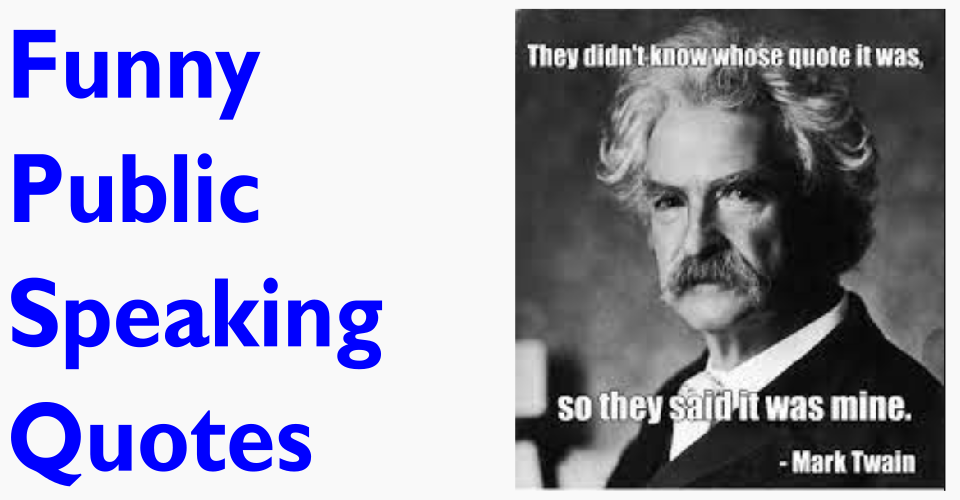 Funny
Public
Speaking
Quotes
They didn't know whose quote it was,
so they said it was mine.
- Mark Twain